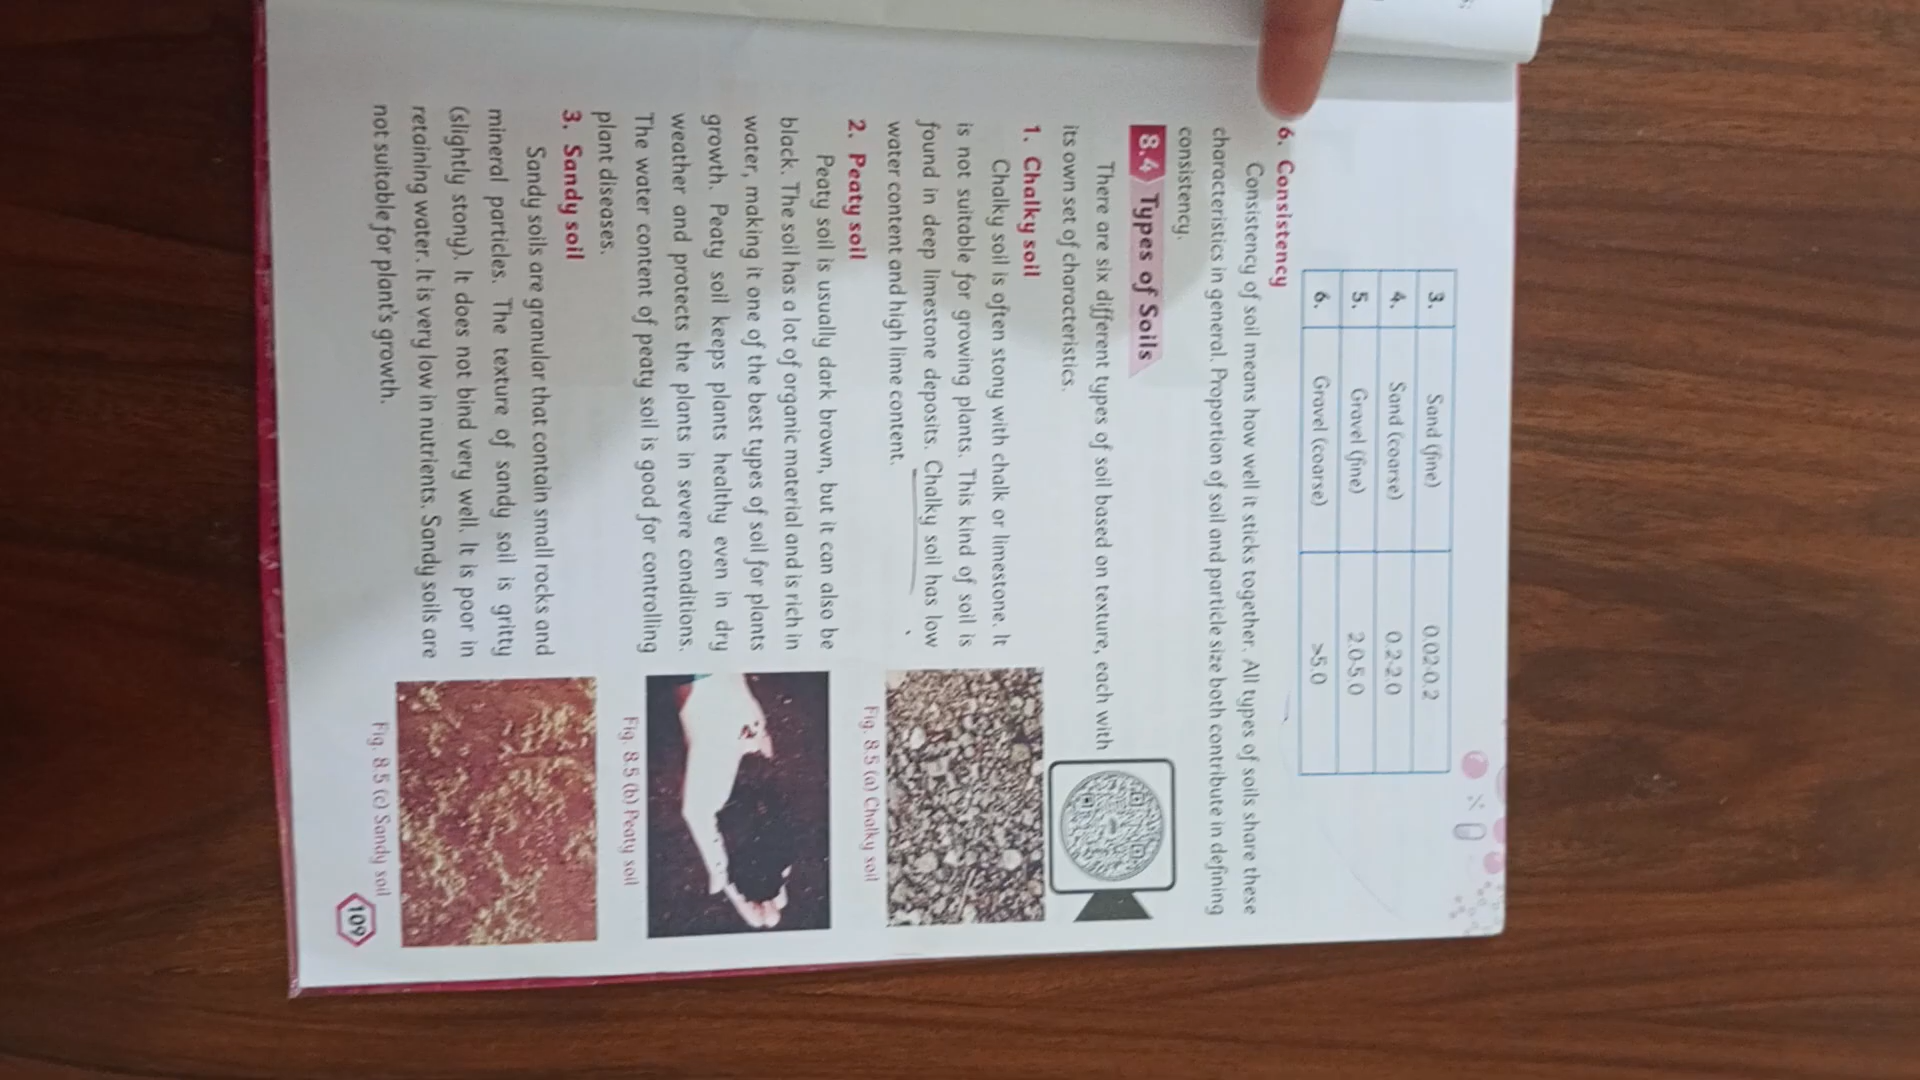 3. Sand (fine) 0.02-0.2
4. Sand (coarse) 0.2-2.0
5. Gravel (fine) 2.0-5.0
6. Gravel (coarse) >5.0
6. Consistency
Consistency of soil means how well it sticks together. All types of soils share these
characteristics in general. Proportion of soil and particle size both contribute in defining
consistency.
8.4 Types of Soils
There are six different types of soil based on texture, each with
its own set of characteristics.
1. Chalky soil
Chalky soil is often stony with chalk or limestone. It
is not suitable for growing plants. This kind of soil is
found in deep limestone deposits. Chalky soil has low
water content and high lime content.
Fig. 8.5 (a) Chalky soil
2. Peaty soil
Peaty soil is usually dark brown, but it can also be
black. The soil has a lot of organic material and is rich in
water, making it one of the best types of soil for plants
growth. Peaty soil keeps plants healthy even in dry
weather and protects the plants in severe conditions.
The water content of peaty soil is good for controlling
plant diseases.
Fig. 8.5 (b) Peaty soil
3. Sandy soil
Sandy soils are granular that contain small rocks and
mineral particles. The texture of sandy soil is gritty
(slightly stony). It does not bind very well. It is poor in
retaining water. It is very low in nutrients. Sandy soils are
not suitable for plant's growth.
Fig. 8.5 (c) Sandy soil
109